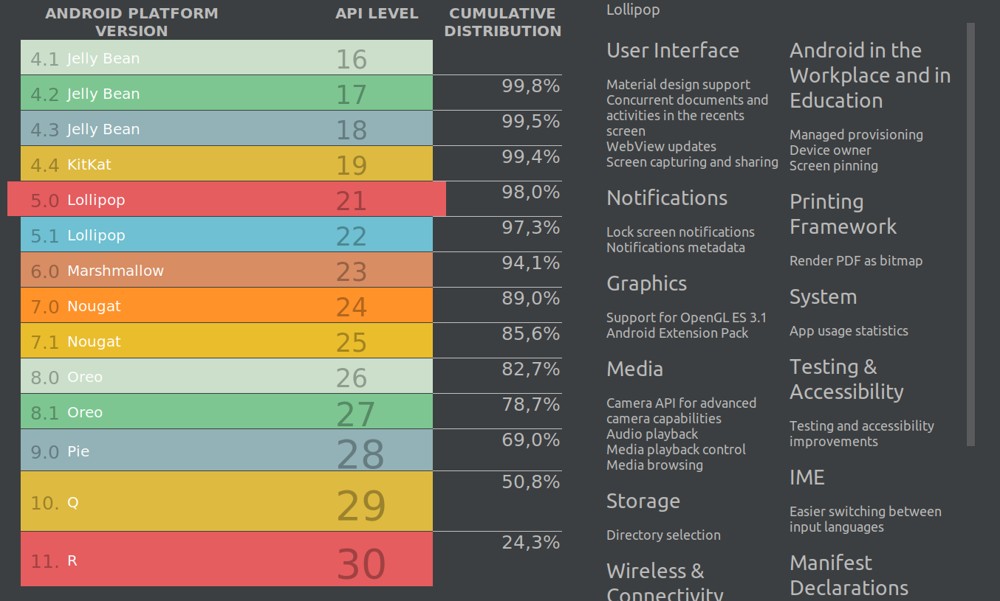 ANDROID PLATFORM
VERSION
API LEVEL
CUMULATIVE
DISTRIBUTION
4.1 Jelly Bean 16
99,8%
4.2 Jelly Bean 17
99,5%
4.3 Jelly Bean 18
99,4%
4.4 KitKat 19
98,0%
5.0 Lollipop 21
97,3%
5.1 Lollipop 22
94,1%
6.0 Marshmallow 23
89,0%
7.0 Nougat 24
85,6%
7.1 Nougat 25
82,7%
8.0 Oreo 26
78,7%
8.1 Oreo 27
69,0%
9.0 Pie 28
50,8%
10. Q 29
24,3%
11. R 30
Lollipop
User Interface
Material design support
Concurrent documents and
activities in the recents
screen
WebView updates
Screen capturing and sharing
Notifications
Lock screen notifications
Notifications metadata
Graphics
Support for OpenGL ES 3.1
Android Extension Pack
Media
Camera API for advanced
camera capabilities
Audio playback
Media playback control
Media browsing
Storage
Directory selection
Wireless &
Connectivity
Android in the
Workplace and in
Education
Managed provisioning
Device owner
Screen pinning
Printing
Framework
Render PDF as bitmap
System
App usage statistics
Testing &
Accessibility
Testing and accessibility
improvements
IME
Easier switching between
input languages
Manifest
Declarations